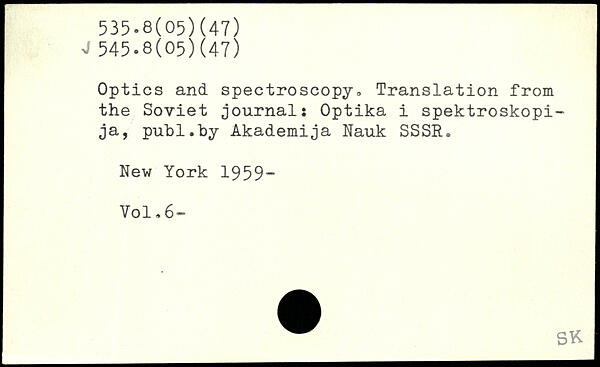 535.8(05)(47)
✓ 545.8(05)(47)
Optics and spectroscopy. Translation from
the Soviet journal: Optika i spektroskopi-
ja, publ.by Akademija Nauk SSSR.
New York 1959-
Vol.6-
SK